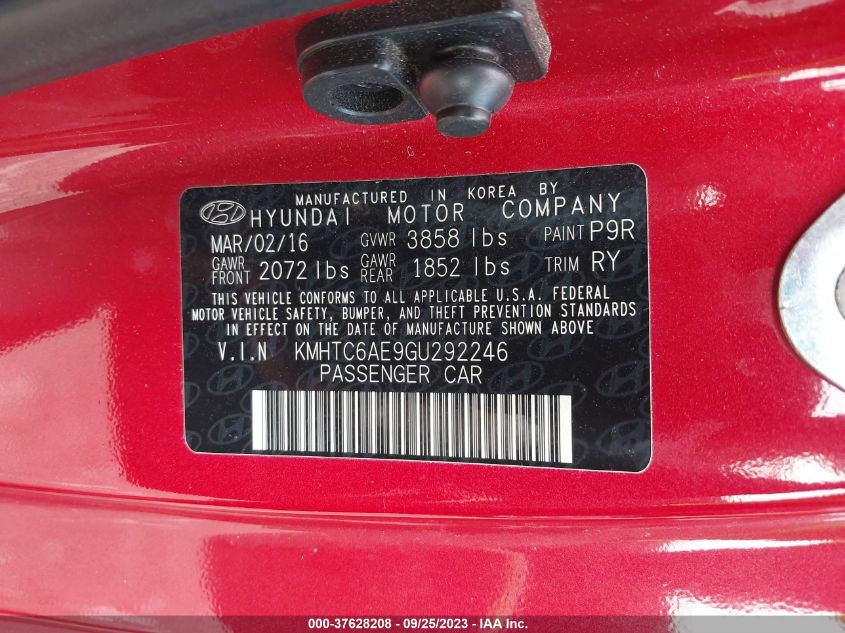 MANUFACTURED IN KOREA BY
HYUNDAI MOTOR COMPANY
MAR/02/16 GVWR 3858 lbs PAINT P9R
GAWR FRONT 2072 lbs GAWR REAR 1852 lbs TRIM RY
THIS VEHICLE CONFORMS TO ALL APPLICABLE U.S.A. FEDERAL
MOTOR VEHICLE SAFETY, BUMPER, AND THEFT PREVENTION STANDARDS
IN EFFECT ON THE DATE OF MANUFACTURE SHOWN ABOVE
V.I.N KMHTC6AE9GU292246
PASSENGER CAR
000-37628208 - 09/25/2023 - IAA Inc.